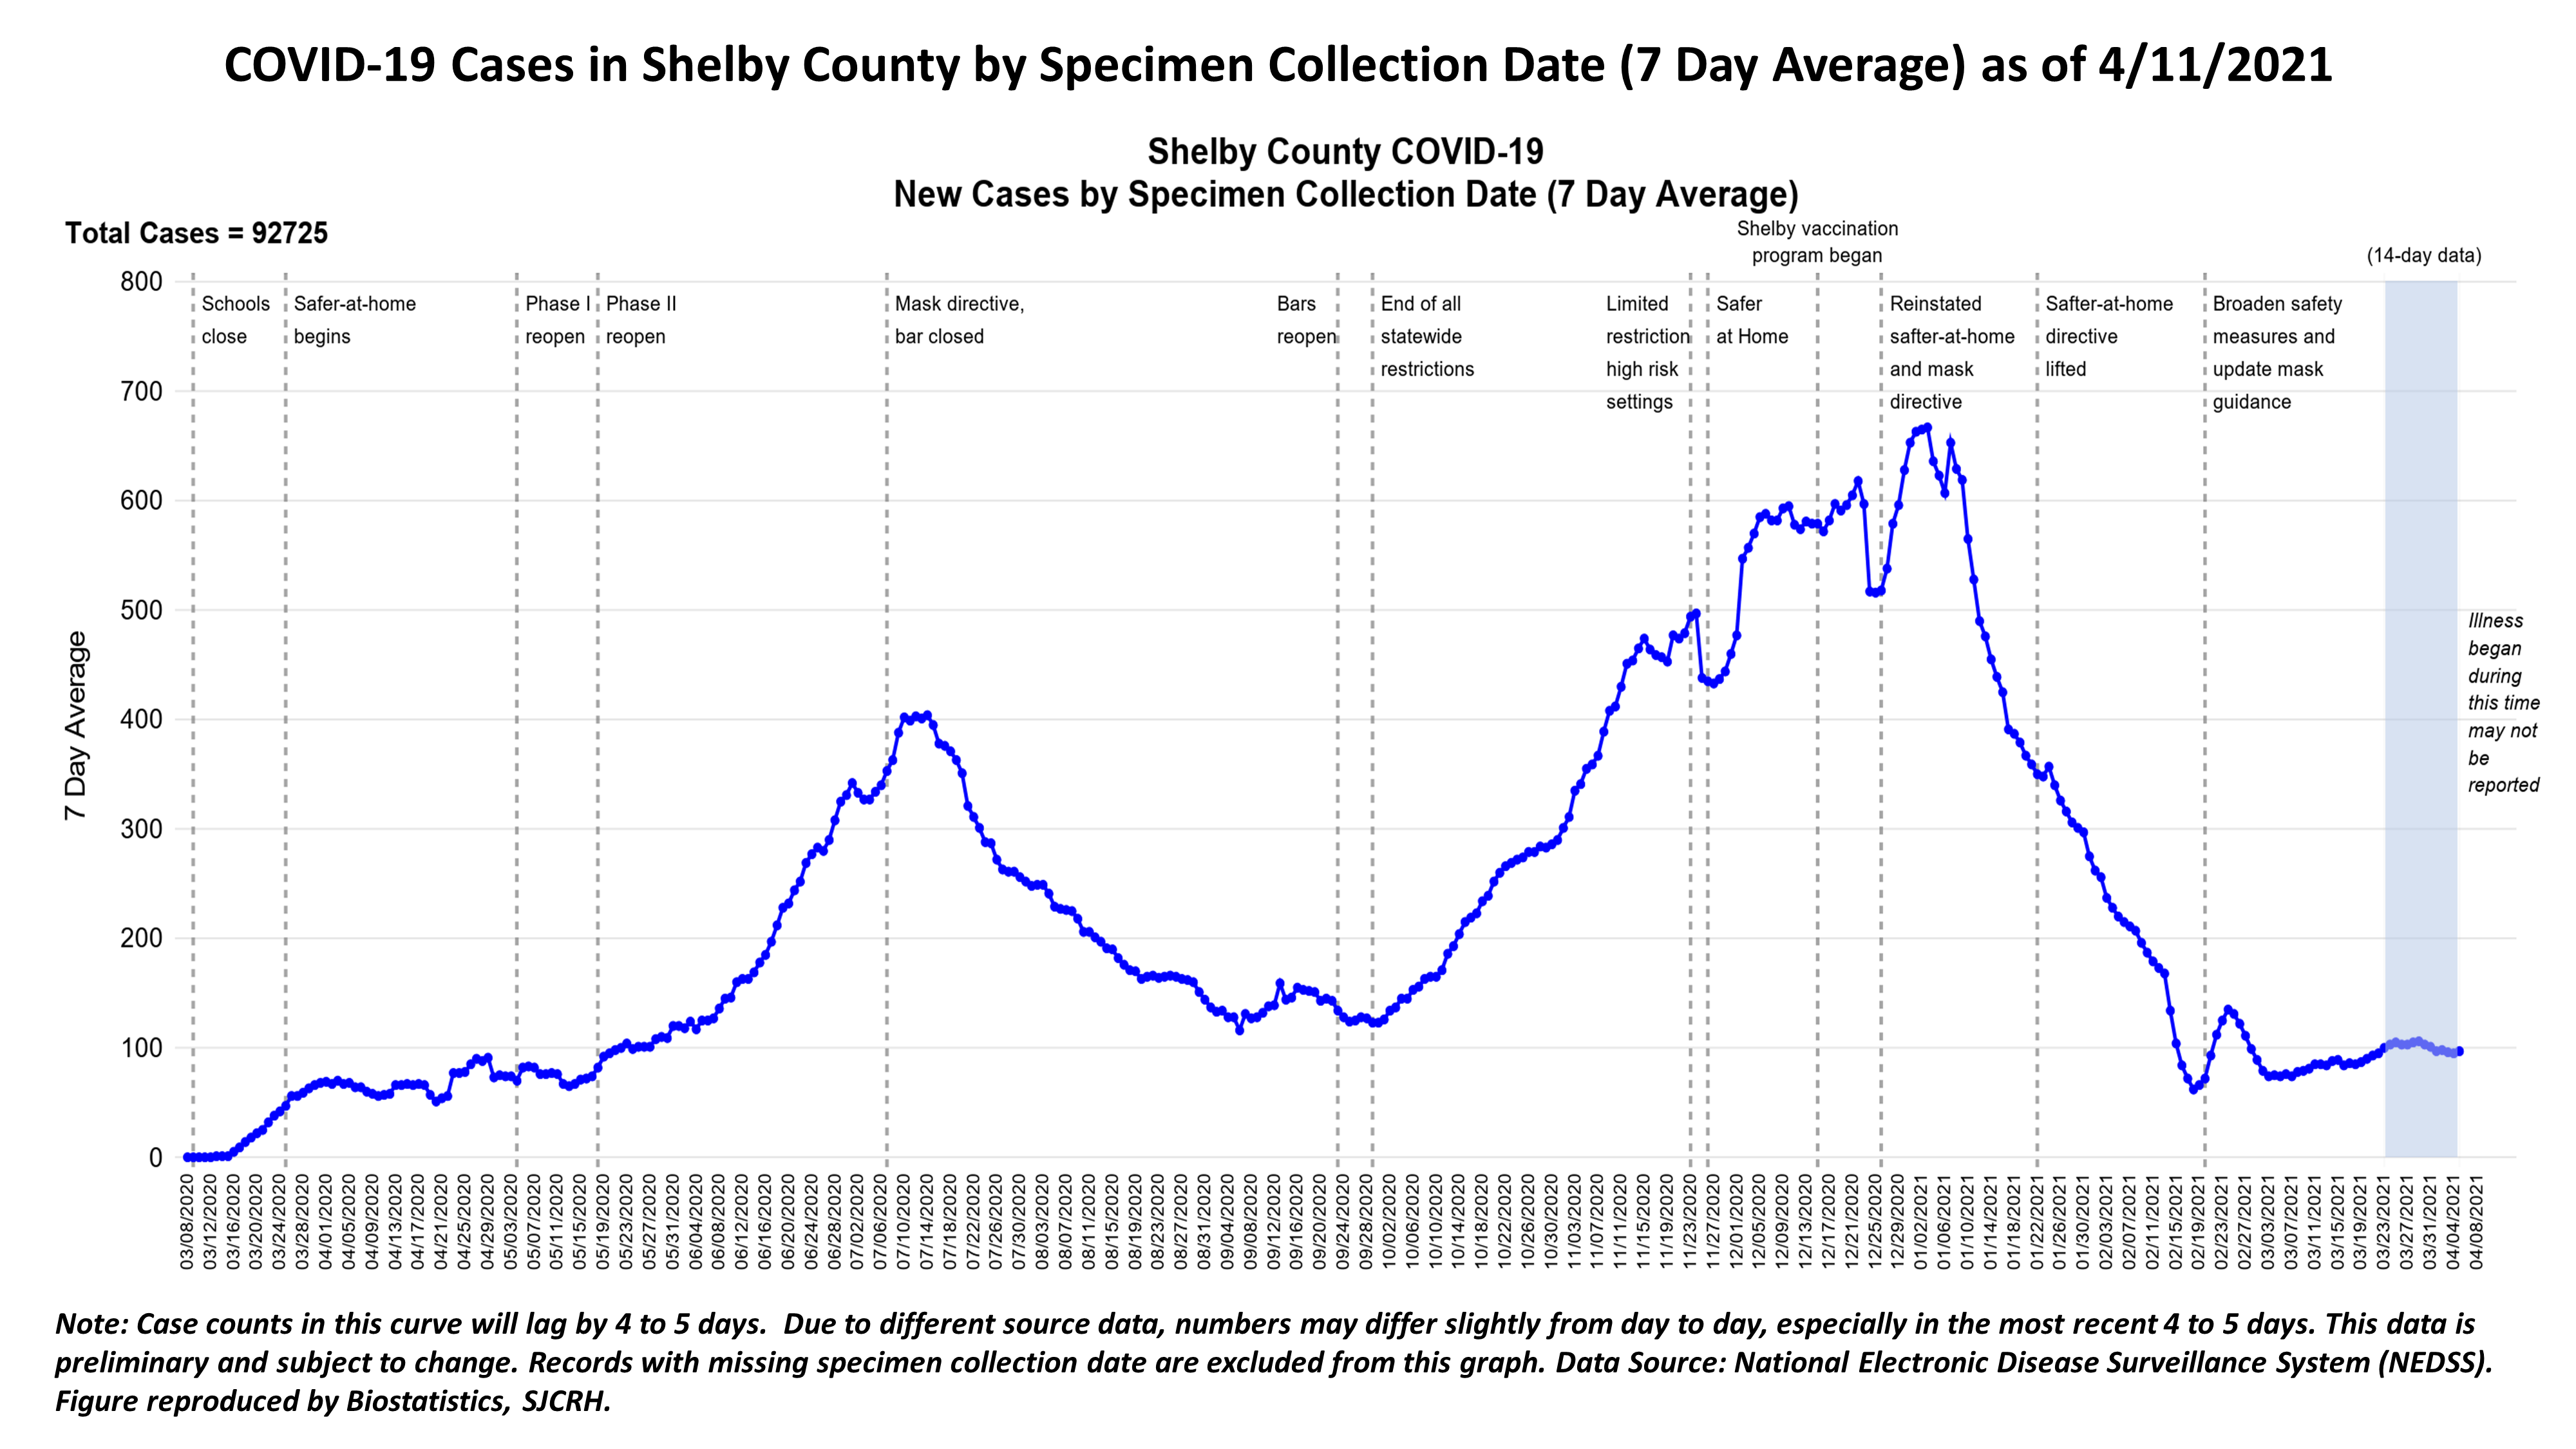 COVID-19 Cases in Shelby County by Specimen Collection Date (7 Day Average) as of 4/11/2021
Shelby County COVID-19
New Cases by Specimen Collection Date (7 Day Average)
Total Cases = 92725
Shelby vaccination
program began
(14-day data)
Schools
close
Safer-at-home
begins
Phase I
reopen
Phase II
reopen
Mask directive,
bar closed
Bars
reopen
End of all
statewide
restrictions
Limited
restriction
high risk
settings
Safer
at Home
Reinstated
safter-at-home
and mask
directive
Safter-at-home
directive
lifted
Broaden safety
measures and
update mask
guidance
Illness
began
during
this time
may not
be
reported
7 Day Average
800
700
600
500
400
300
200
100
0
03/08/2020
03/12/2020
03/16/2020
03/20/2020
03/24/2020
03/28/2020
04/01/2020
04/05/2020
04/09/2020
04/13/2020
04/17/2020
04/21/2020
04/25/2020
04/29/2020
05/03/2020
05/07/2020
05/11/2020
05/15/2020
05/19/2020
05/23/2020
05/27/2020
05/31/2020
06/04/2020
06/08/2020
06/12/2020
06/16/2020
06/20/2020
06/24/2020
06/28/2020
07/02/2020
07/06/2020
07/10/2020
07/14/2020
07/18/2020
07/22/2020
07/26/2020
07/30/2020
08/03/2020
08/07/2020
08/11/2020
08/15/2020
08/19/2020
08/23/2020
08/27/2020
08/31/2020
09/04/2020
09/08/2020
09/12/2020
09/16/2020
09/20/2020
09/24/2020
09/28/2020
10/02/2020
10/06/2020
10/10/2020
10/14/2020
10/18/2020
10/22/2020
10/26/2020
10/30/2020
11/03/2020
11/07/2020
11/11/2020
11/15/2020
11/19/2020
11/23/2020
11/27/2020
12/01/2020
12/05/2020
12/09/2020
12/13/2020
12/17/2020
12/21/2020
12/25/2020
12/29/2020
01/02/2021
01/06/2021
01/10/2021
01/14/2021
01/18/2021
01/22/2021
01/26/2021
01/30/2021
02/03/2021
02/07/2021
02/11/2021
02/15/2021
02/19/2021
02/23/2021
02/27/2021
03/03/2021
03/07/2021
03/11/2021
03/15/2021
03/19/2021
03/23/2021
03/27/2021
03/31/2021
04/04/2021
04/08/2021
Note: Case counts in this curve will lag by 4 to 5 days.  Due to different source data, numbers may differ slightly from day to day, especially in the most recent 4 to 5 days. This data is
preliminary and subject to change. Records with missing specimen collection date are excluded from this graph. Data Source: National Electronic Disease Surveillance System (NEDSS).
Figure reproduced by Biostatistics, SJCRH.